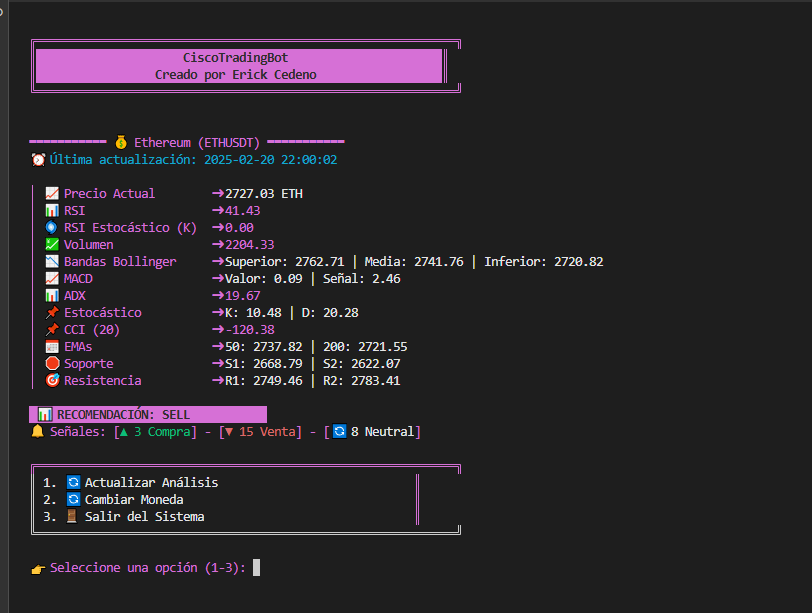 CiscoTradingBot
Creado por Erick Cedeno
Ethereum (ETHUSDT)
Última actualización: 2025-02-20 22:00:02
Precio Actual →2727.03 ETH
RSI →41.43
RSI Estocástico (K) →0.00
Volumen →2204.33
Bandas Bollinger →Superior: 2762.71 | Media: 2741.76 | Inferior: 2720.82
MACD →Valor: 0.09 | Señal: 2.46
ADX →19.67
Estocástico →K: 10.48 | D: 20.28
CCI (20) →-120.38
EMAs →50: 2737.82 | 200: 2721.55
Soporte →S1: 2668.79 | S2: 2622.07
Resistencia →R1: 2749.46 | R2: 2783.41
RECOMENDACIÓN: SELL
Señales: [▲ 3 Compra] - [▼ 15 Venta] - [🔄 8 Neutral]
1. 🔄 Actualizar Análisis
2. 🔄 Cambiar Moneda
3. 🚪 Salir del Sistema
👉 Seleccione una opción (1-3):